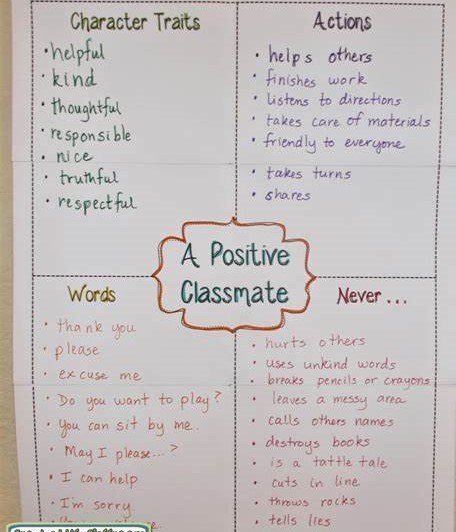 Character Traits
• helpful
• kind
• thoughtful
• responsible
• nice
• truthful
• respectful
Actions
• helps others
• finishes work
• listens to directions
• takes care of materials
• friendly to everyone
• takes turns
• shares
A Positive
Classmate
Words
• thank you
• please
• excuse me
• Do you want to play?
• You can sit by me.
• May I please...?
• I can help
• I'm sorry
Never...
• hurts others
• uses unkind words
• breaks pencils or crayons
• leaves a messy area
• calls others names
• destroys books
• is a tattle tale
• cuts in line
• throws rocks
• tells lies